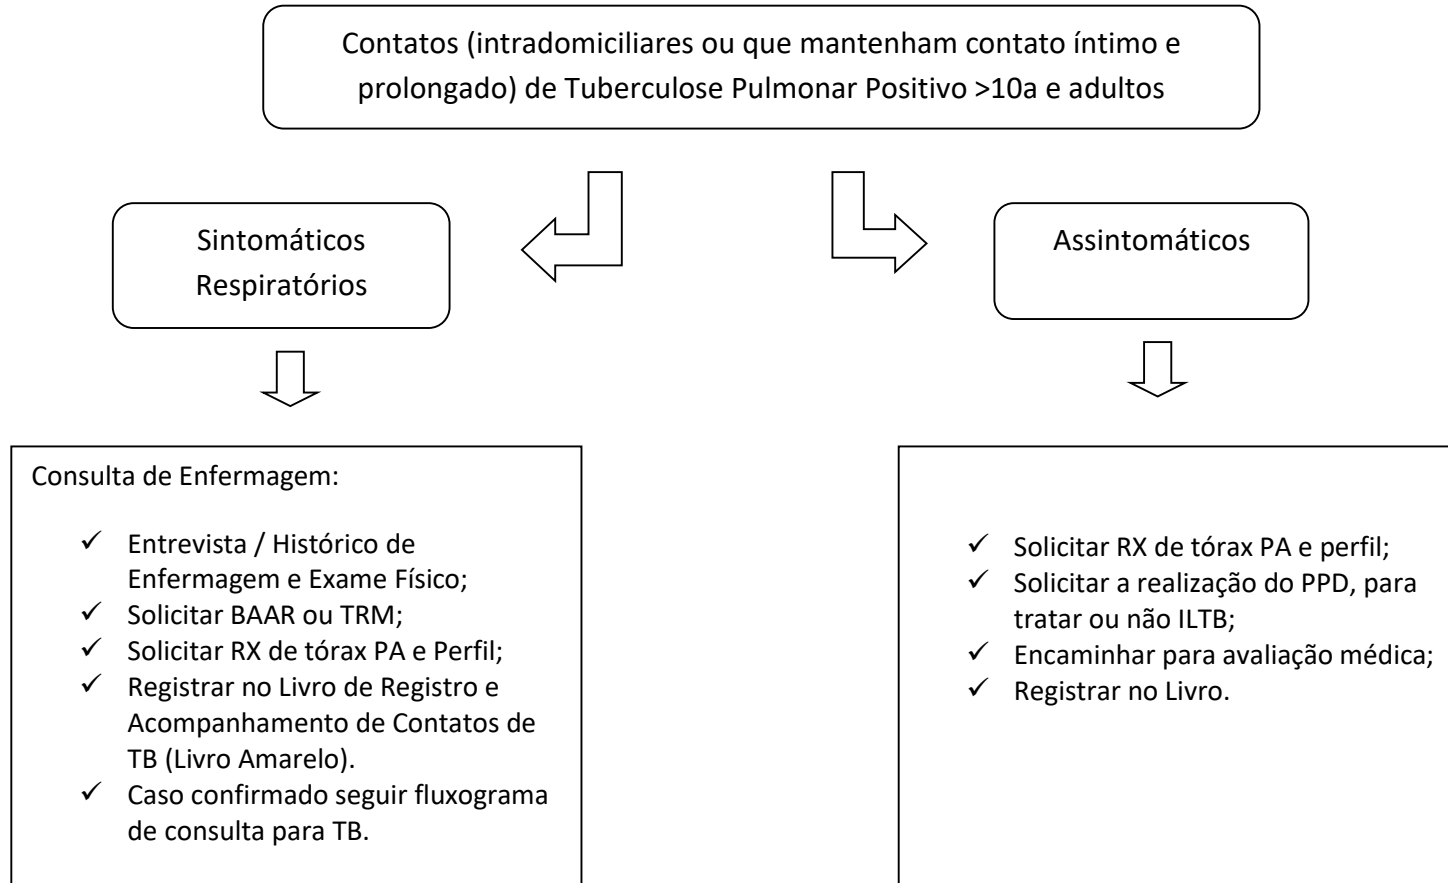 Contatos (intradomiciliares ou que mantenham contato íntimo e
prolongado) de Tuberculose Pulmonar Positivo >10a e adultos
Sintomáticos
Respiratórios
Assintomáticos
Consulta de Enfermagem:
✓ Entrevista / Histórico de
Enfermagem e Exame Físico;
✓ Solicitar BAAR ou TRM;
✓ Solicitar RX de tórax PA e Perfil;
✓ Registrar no Livro de Registro e
Acompanhamento de Contatos de
TB (Livro Amarelo).
✓ Caso confirmado seguir fluxograma
de consulta para TB.
✓ Solicitar RX de tórax PA e perfil;
✓ Solicitar a realização do PPD, para
tratar ou não ILTB;
✓ Encaminhar para avaliação médica;
✓ Registrar no Livro.